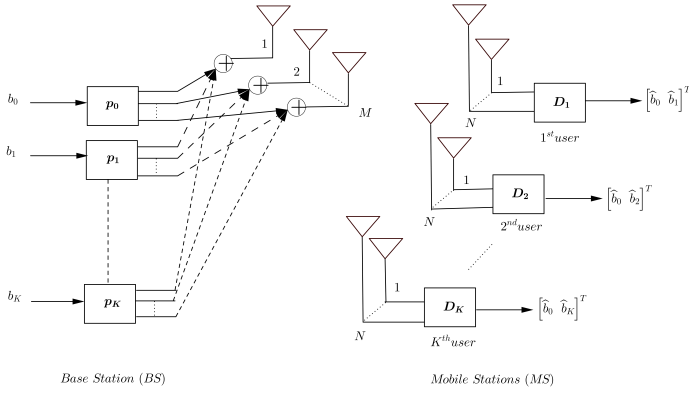 b_0
p_0
1
2
M
b_1
p_1
b_K
p_K
Base Station (BS)
1
N
D_1
[b̂_0 b̂_1]^T
1^{st}user
1
N
D_2
[b̂_0 b̂_2]^T
2^{nd}user
1
N
D_K
[b̂_0 b̂_K]^T
K^{th}user
Mobile Stations (MS)